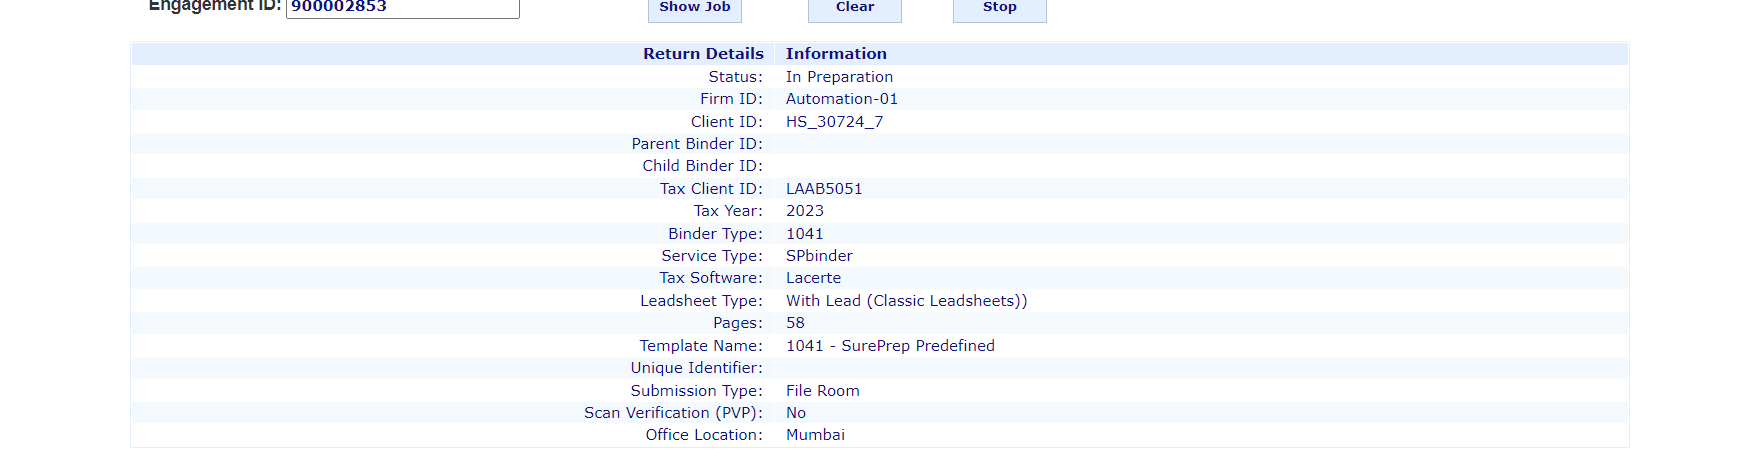 Engagement ID: 900002853 Show Job Clear Stop
Return Details Information
Status: In Preparation
Firm ID: Automation-01
Client ID: HS_30724_7
Parent Binder ID:
Child Binder ID:
Tax Client ID: LAAB5051
Tax Year: 2023
Binder Type: 1041
Service Type: SPbinder
Tax Software: Lacerte
Leadsheet Type: With Lead (Classic Leadsheets))
Pages: 58
Template Name: 1041 - SurePrep Predefined
Unique Identifier:
Submission Type: File Room
Scan Verification (PVP): No
Office Location: Mumbai